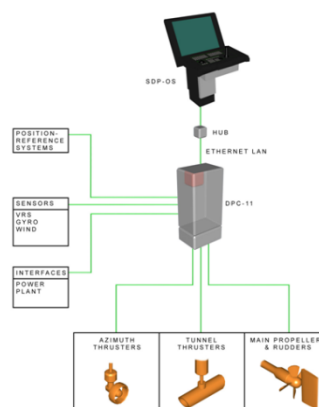 SDP-OS
HUB
ETHERNET LAN
POSITION-
REFERENCE
SYSTEMS
DPC-11
SENSORS
VRS
GYRO
WIND
INTERFACES
POWER
PLANT
AZIMUTH
THRUSTERS
TUNNEL
THRUSTERS
MAIN PROPELLER
& RUDDERS